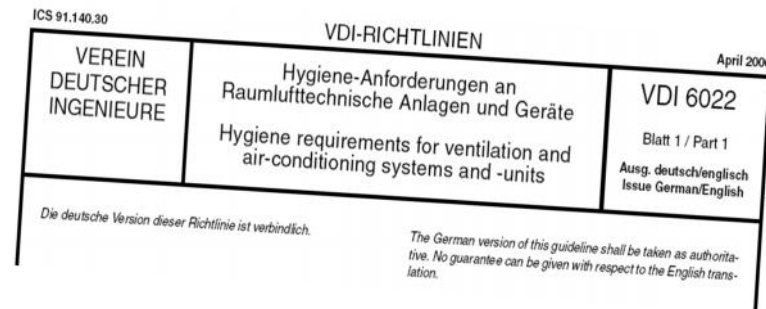 ICS 91.140.30
VDI-RICHTLINIEN
April 2006
VEREIN
DEUTSCHER
INGENIEURE
Hygiene-Anforderungen an
Raumlufttechnische Anlagen und Geräte
Hygiene requirements for ventilation and
air-conditioning systems and -units
VDI 6022
Blatt 1 / Part 1
Ausg. deutsch/englisch
Issue German/English
Die deutsche Version dieser Richtlinie ist verbindlich.
The German version of this guideline shall be taken as authorita-
tive. No guarantee can be given with respect to the English trans-
lation.